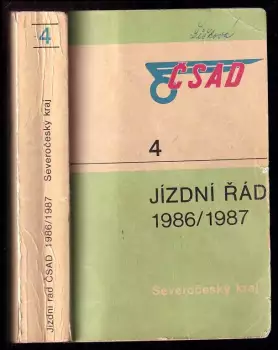 4
Jízdní řád ČSAD 1986/1987 Severočeský kraj
ČSAD
4
JÍZDNÍ ŘÁD
1986/1987
Severočeský kraj